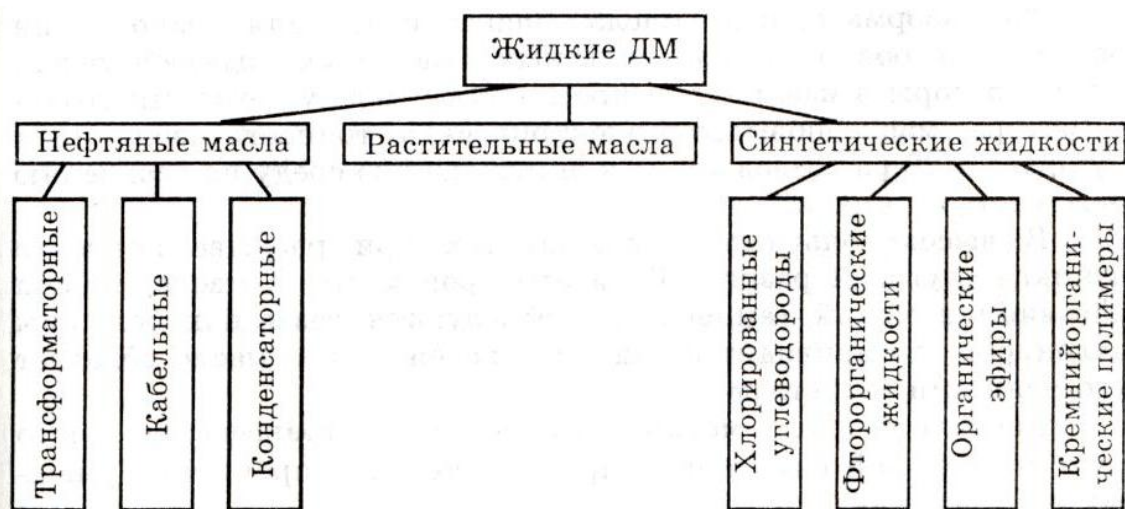 Жидкие ДМ
Нефтяные масла
Растительные масла
Синтетические жидкости
Трансформаторные
Кабельные
Конденсаторные
Хлорированные
углеводороды
Фторорганические
жидкости
Органические
эфиры
Кремнийоргани-
ческие полимеры